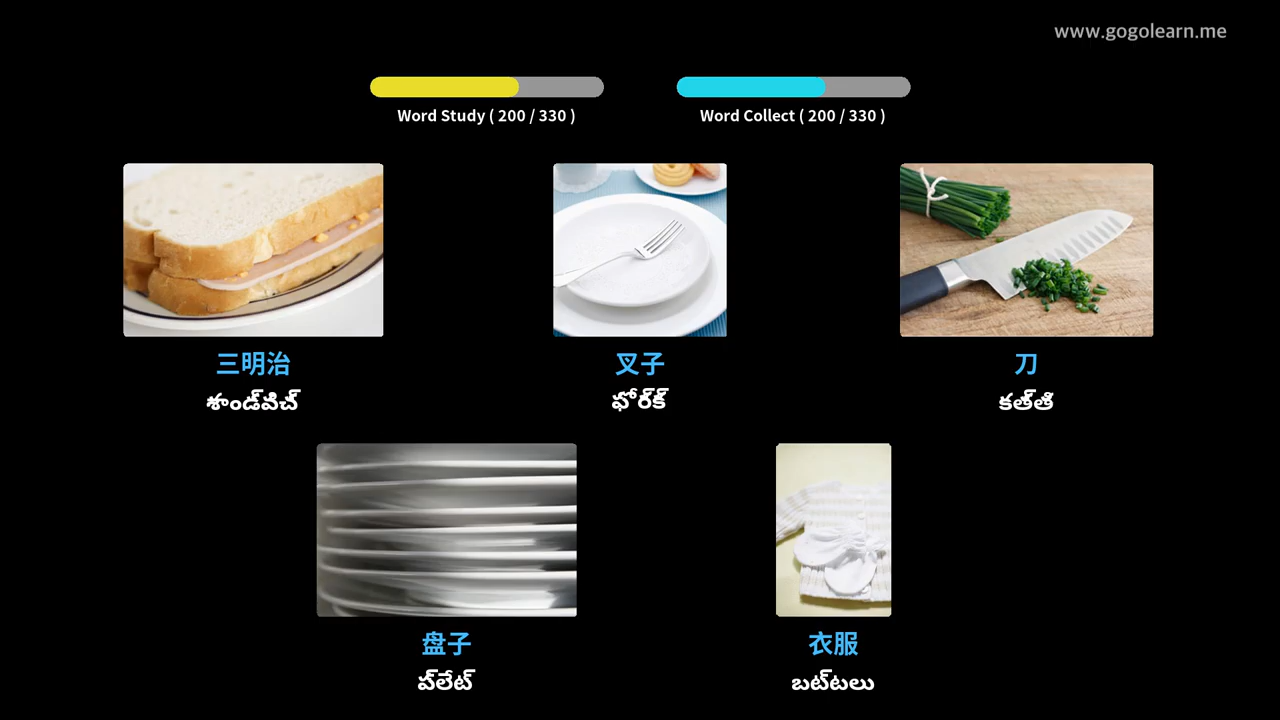 www.gogolearn.me
Word Study ( 200 / 330 )
Word Collect ( 200 / 330 )
三明治
శాండ్‌విచ్
叉子
ఫోర్క్
刀
కత్తి
盘子
ప్లేట్
衣服
బట్టలు